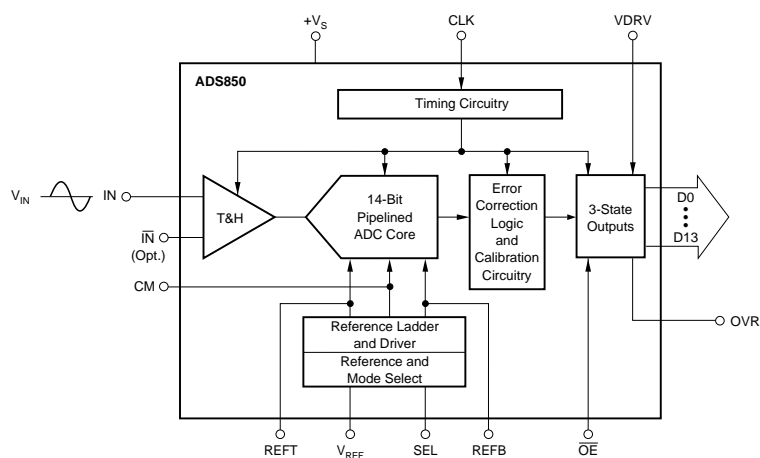 +VS
CLK
VDRV
ADS850
Timing Circuitry
VIN
IN
IN
(Opt.)
T&H
14-Bit
Pipelined
ADC Core
Error
Correction
Logic
and
Calibration
Circuitry
3-State
Outputs
D0
D13
CM
OVR
Reference Ladder
and Driver
Reference and
Mode Select
REFT
VREF
SEL
REFB
OE